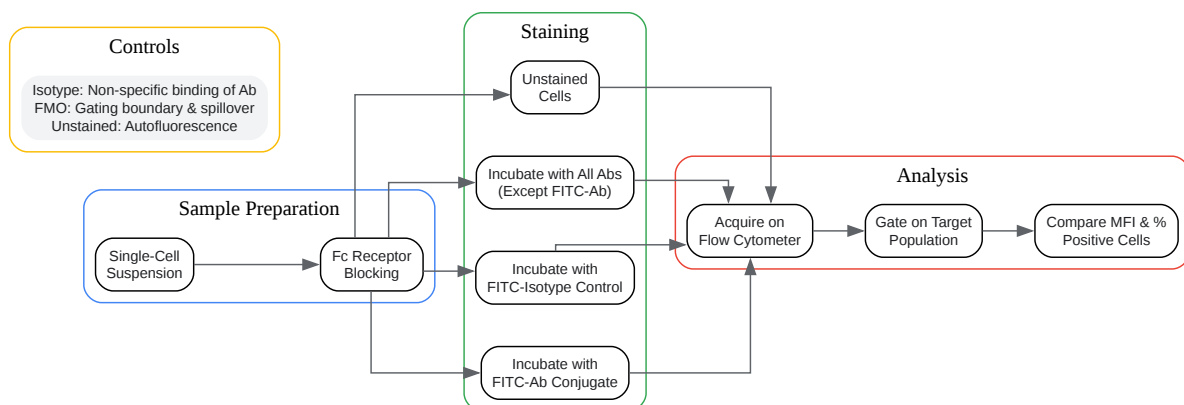 Controls
Isotype: Non-specific binding of Ab
FMO: Gating boundary & spillover
Unstained: Autofluorescence
Sample Preparation
Single-Cell
Suspension
Fc Receptor
Blocking
Staining
Unstained
Cells
Incubate with All Abs
(Except FITC-Ab)
Incubate with
FITC-Isotype Control
Incubate with
FITC-Ab Conjugate
Analysis
Acquire on
Flow Cytometer
Gate on Target
Population
Compare MFI & %
Positive Cells